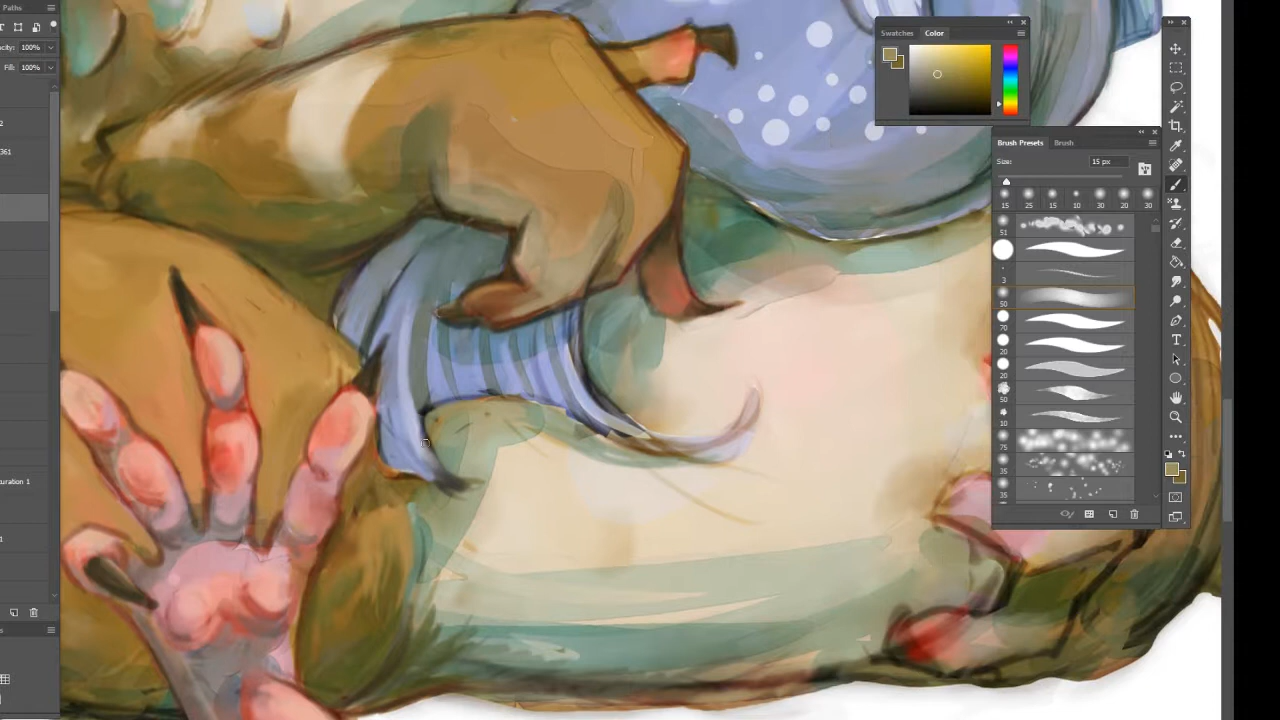 Paths
acity: 100%
Fill: 100%
2
361
uration 1
1
s
Swatches Color
Brush Presets Brush
Size: 15 px
15 25 15 10 30 20 30
51
3
50
70
20
20
50
10
75
35
35
T